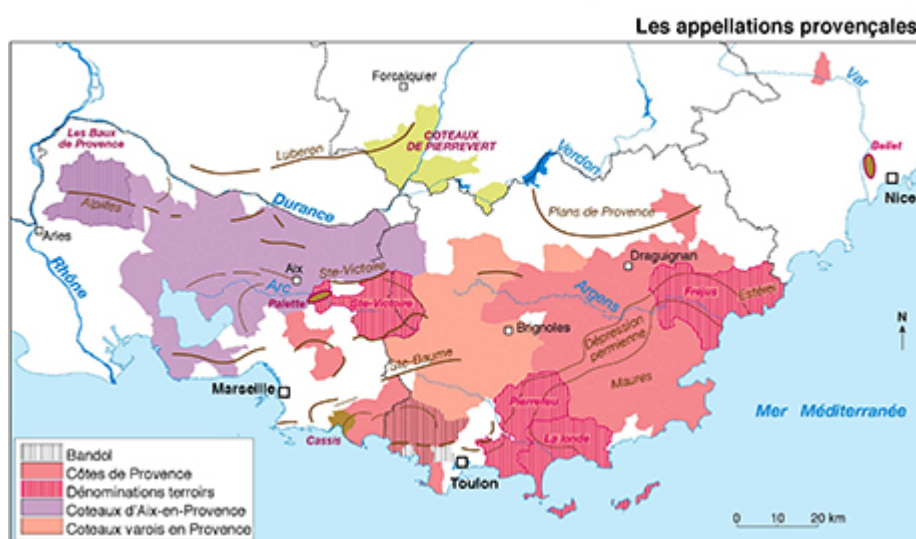 Les appellations provençales
Forcalquier
Var
Les Baux
de Provence
COTEAUX
DE PIERREVERT
Luberon
Verdon
Bellet
Nice
Durance
Alpilles
Plans de Provence
Arles
Rhône
Draguignan
Ste-Victoire
Aix
Arc
Argens
Fréjus
Estérel
Palette
Ste-Victoire
Brignoles
Dépression
permienne
N
Ste-Baume
Marseille
Maures
Pierrefeu
Mer Méditerranée
Cassis
La londe
Toulon
Bandol
Côtes de Provence
Dénominations terroirs
Coteaux d'Aix-en-Provence
Coteaux varois en Provence
0 10 20 km